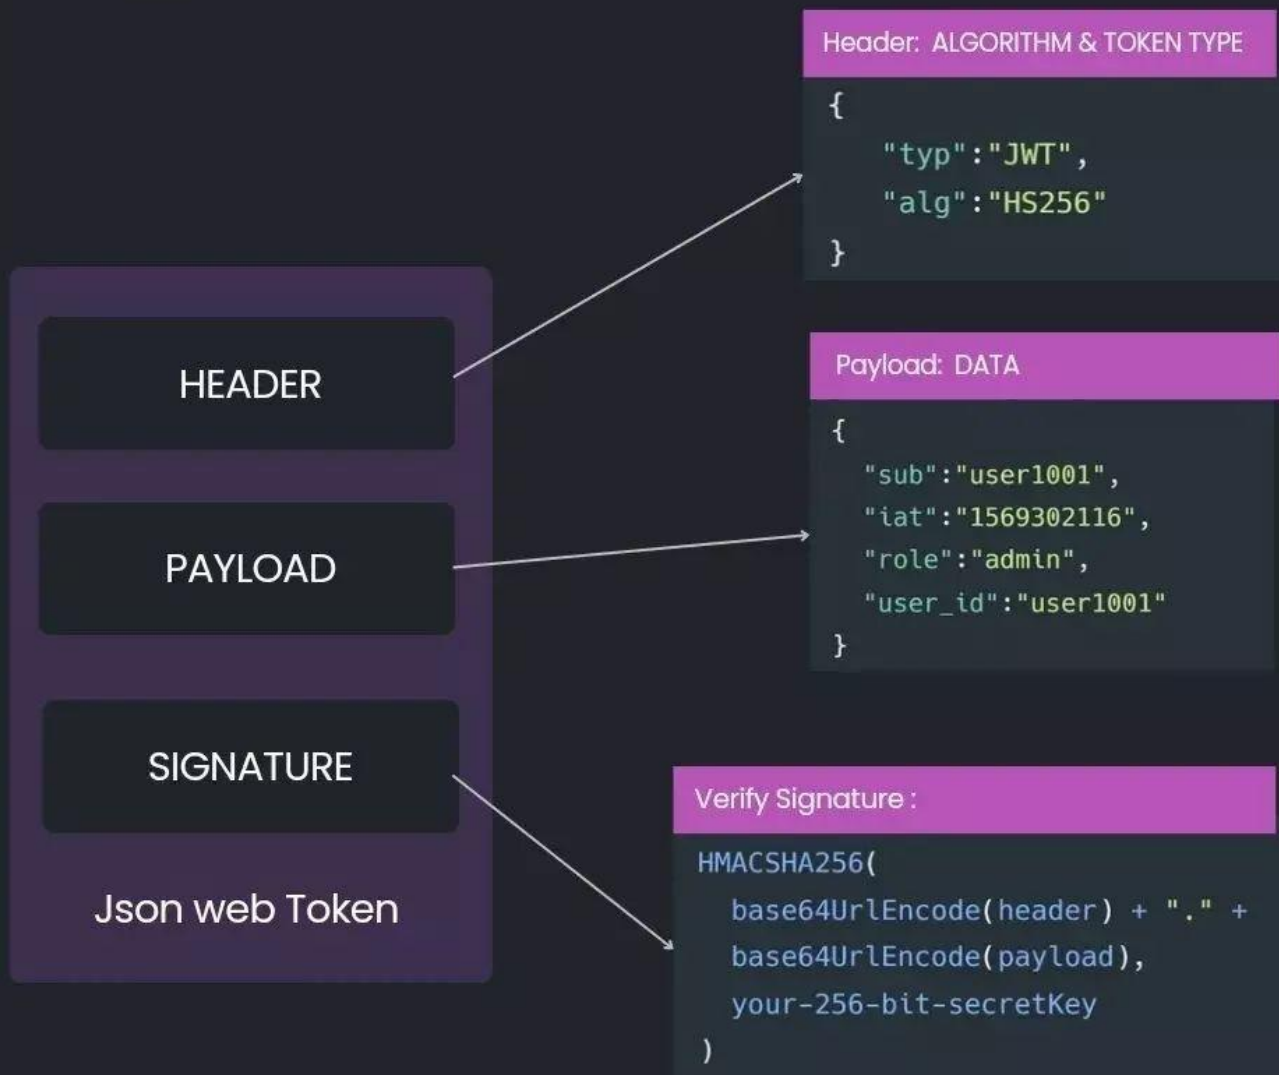 HEADER
PAYLOAD
SIGNATURE
Json web Token
Header: ALGORITHM & TOKEN TYPE
{
"typ":"JWT",
"alg":"HS256"
}
Payload: DATA
{
"sub":"user1001",
"iat":"1569302116",
"role":"admin",
"user_id":"user1001"
}
Verify Signature :
HMACSHA256(
base64UrlEncode(header) + "." +
base64UrlEncode(payload),
your-256-bit-secretKey
)